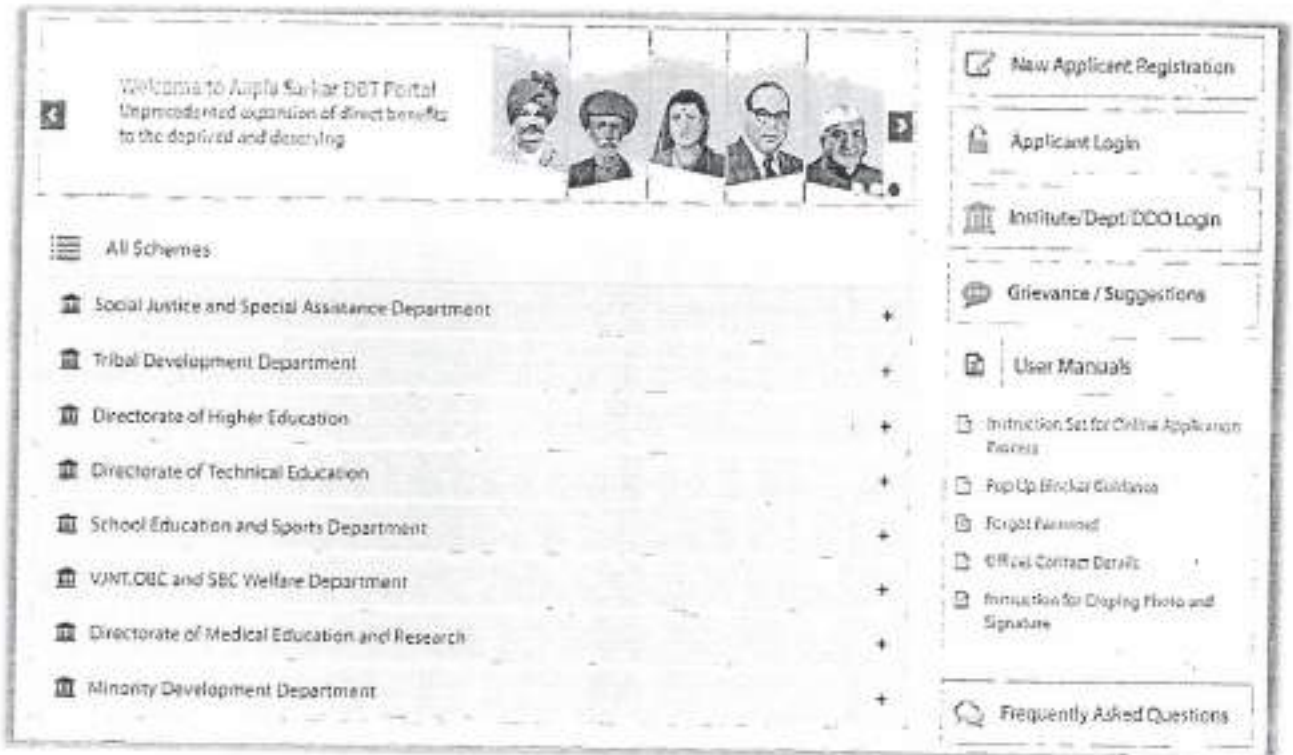 Welcome to Aaple Sarkar DBT Portal
Unprecedented expansion of direct benefits
to the deprived and deserving
All Schemes
Social Justice and Special Assistance Department
Tribal Development Department
Directorate of Higher Education
Directorate of Technical Education
School Education and Sports Department
VJNT,OBC and SBC Welfare Department
Directorate of Medical Education and Research
Minority Development Department
New Applicant Registration
Applicant Login
Institute/Dept/DDO Login
Grievance / Suggestions
User Manuals
Instruction Set for Online Application
Process
Pop Up Blocker Guidance
Forgot Password
Contact Details
Instruction for Photo and
Signature
Frequently Asked Questions